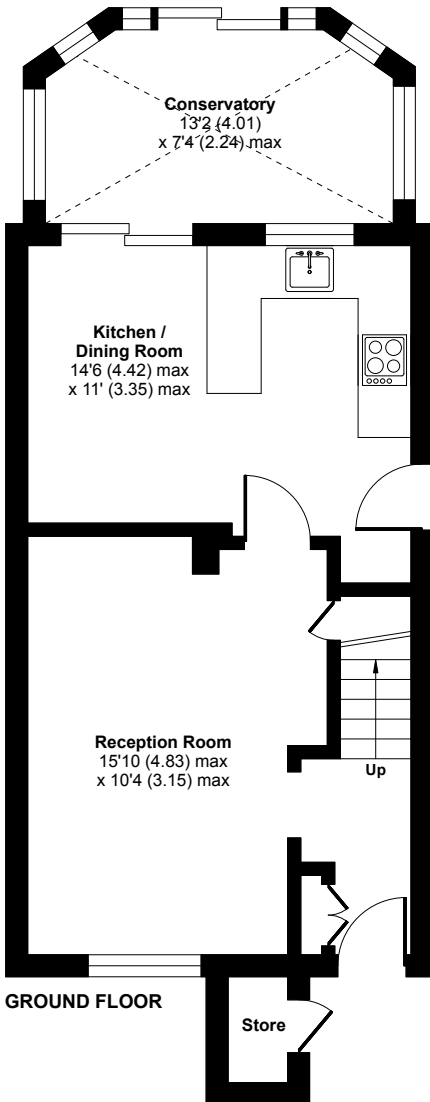 Conservatory
13'2 (4.01)
x 7'4 (2.24) max
Kitchen /
Dining Room
14'6 (4.42) max
x 11' (3.35) max
Reception Room
15'10 (4.83) max
x 10'4 (3.15) max
Up
GROUND FLOOR
Store